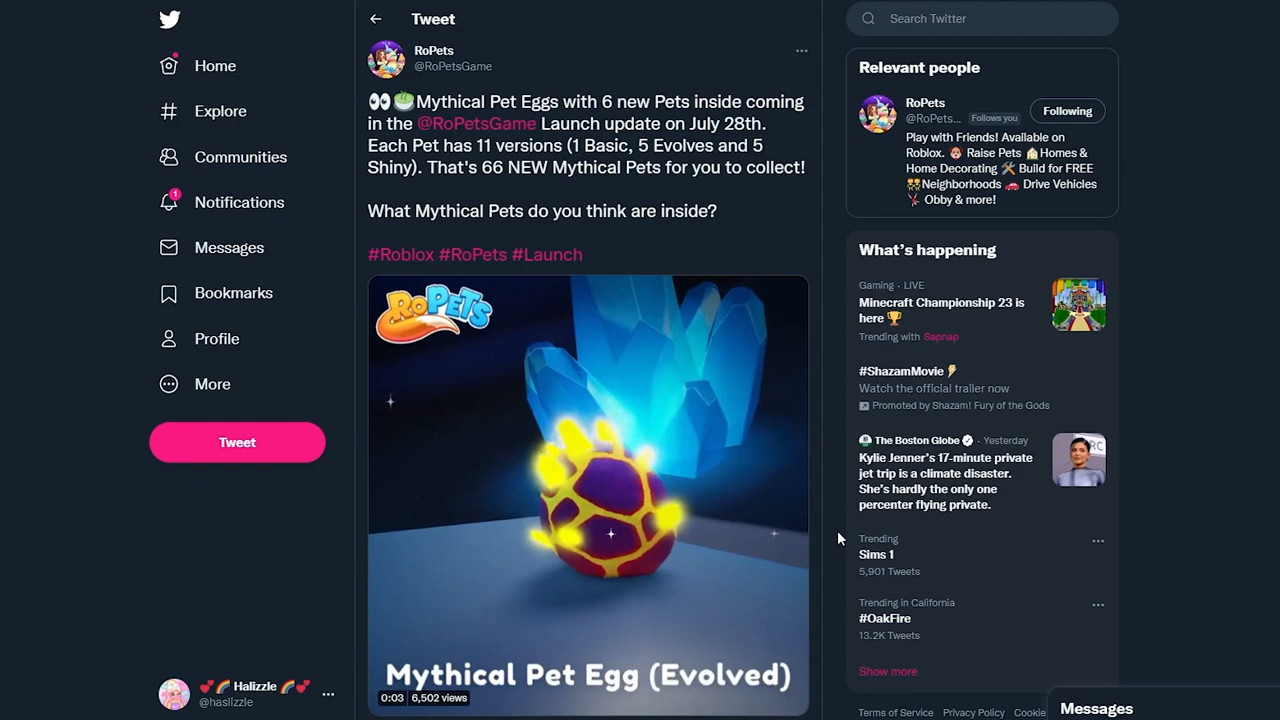 Home
Explore
Communities
1
Notifications
Messages
Bookmarks
Profile
More
Tweet
💕🌈 Halizzle 🌈💕
@haslizzle
Tweet
RoPets
@RoPetsGame
👀🍵Mythical Pet Eggs with 6 new Pets inside coming
in the @RoPetsGame Launch update on July 28th.
Each Pet has 11 versions (1 Basic, 5 Evolves and 5
Shiny). That's 66 NEW Mythical Pets for you to collect!
What Mythical Pets do you think are inside?
#Roblox #RoPets #Launch
ROPETS
Mythical Pet Egg (Evolved)
0:03 6,502 views
Search Twitter
Relevant people
RoPets
@RoPets... Follows you
Following
Play with Friends! Available on
Roblox. 👶 Raise Pets 🏠Homes &
Home Decorating 🛠️ Build for FREE
👯Neighborhoods 🚗 Drive Vehicles
🤸 Obby & more!
What's happening
Gaming · LIVE
Minecraft Championship 23 is
here 🏆
Trending with Sapnap
#ShazamMovie ⚡
Watch the official trailer now
Promoted by Shazam! Fury of the Gods
The Boston Globe · Yesterday
Kylie Jenner's 17-minute private
jet trip is a climate disaster.
She's hardly the only one
percenter flying private.
Trending
Sims 1
5,901 Tweets
Trending in California
#OakFire
13.2K Tweets
Show more
Terms of Service Privacy Policy Cookie
Messages